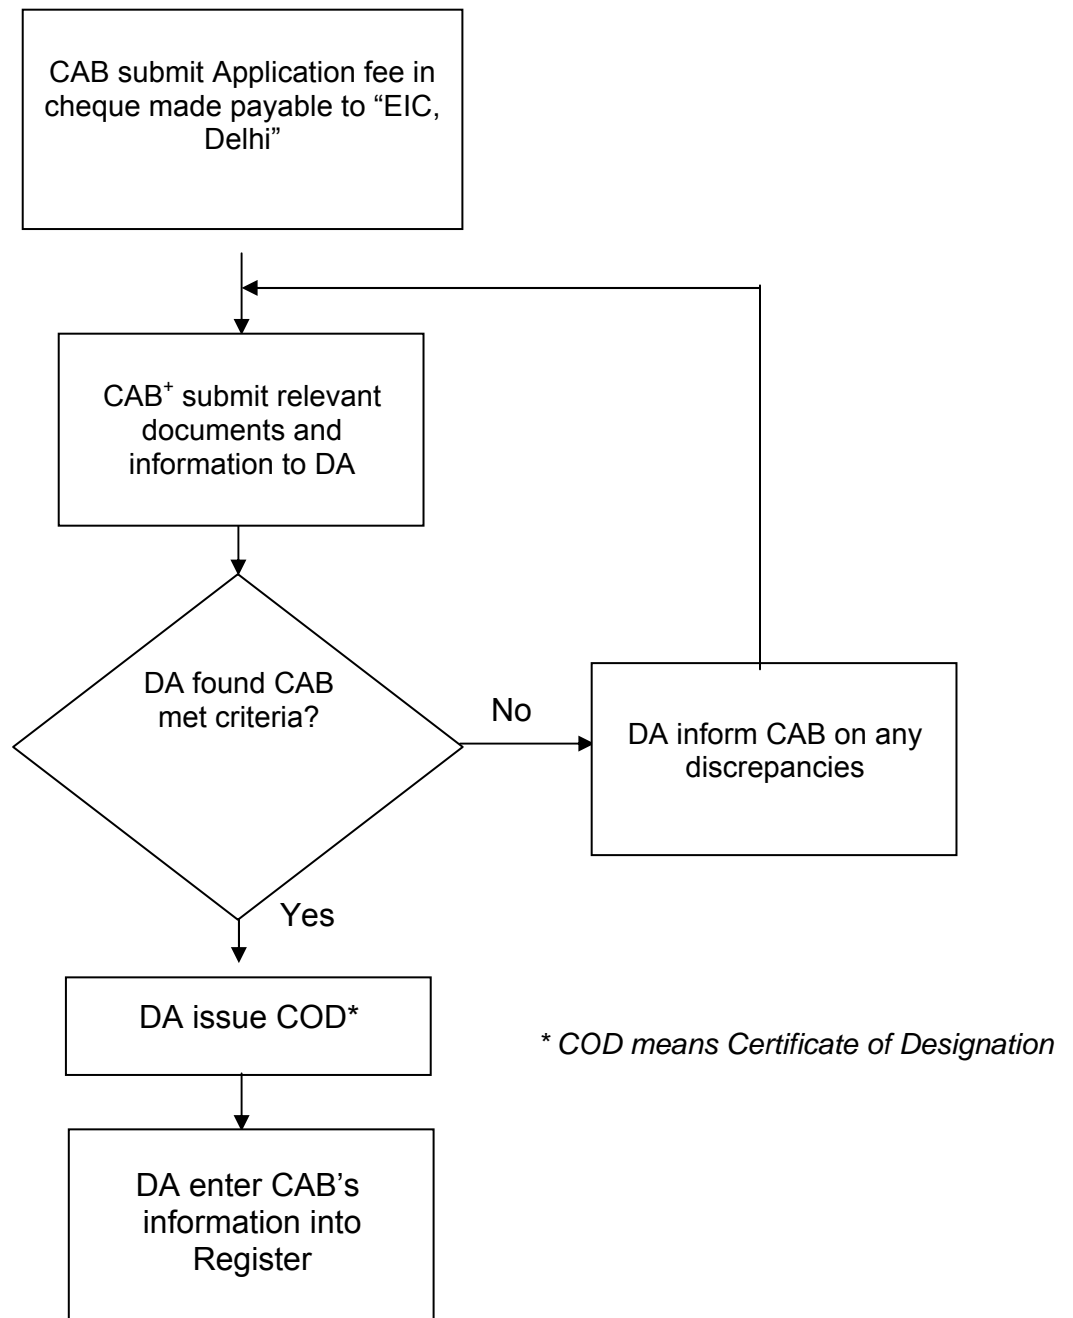 CAB submit Application fee in
cheque made payable to “EIC,
Delhi”
CAB⁺ submit relevant
documents and
information to DA
DA found CAB
met criteria?
No
DA inform CAB on any
discrepancies
Yes
DA issue COD*
* COD means Certificate of Designation
DA enter CAB’s
information into
Register